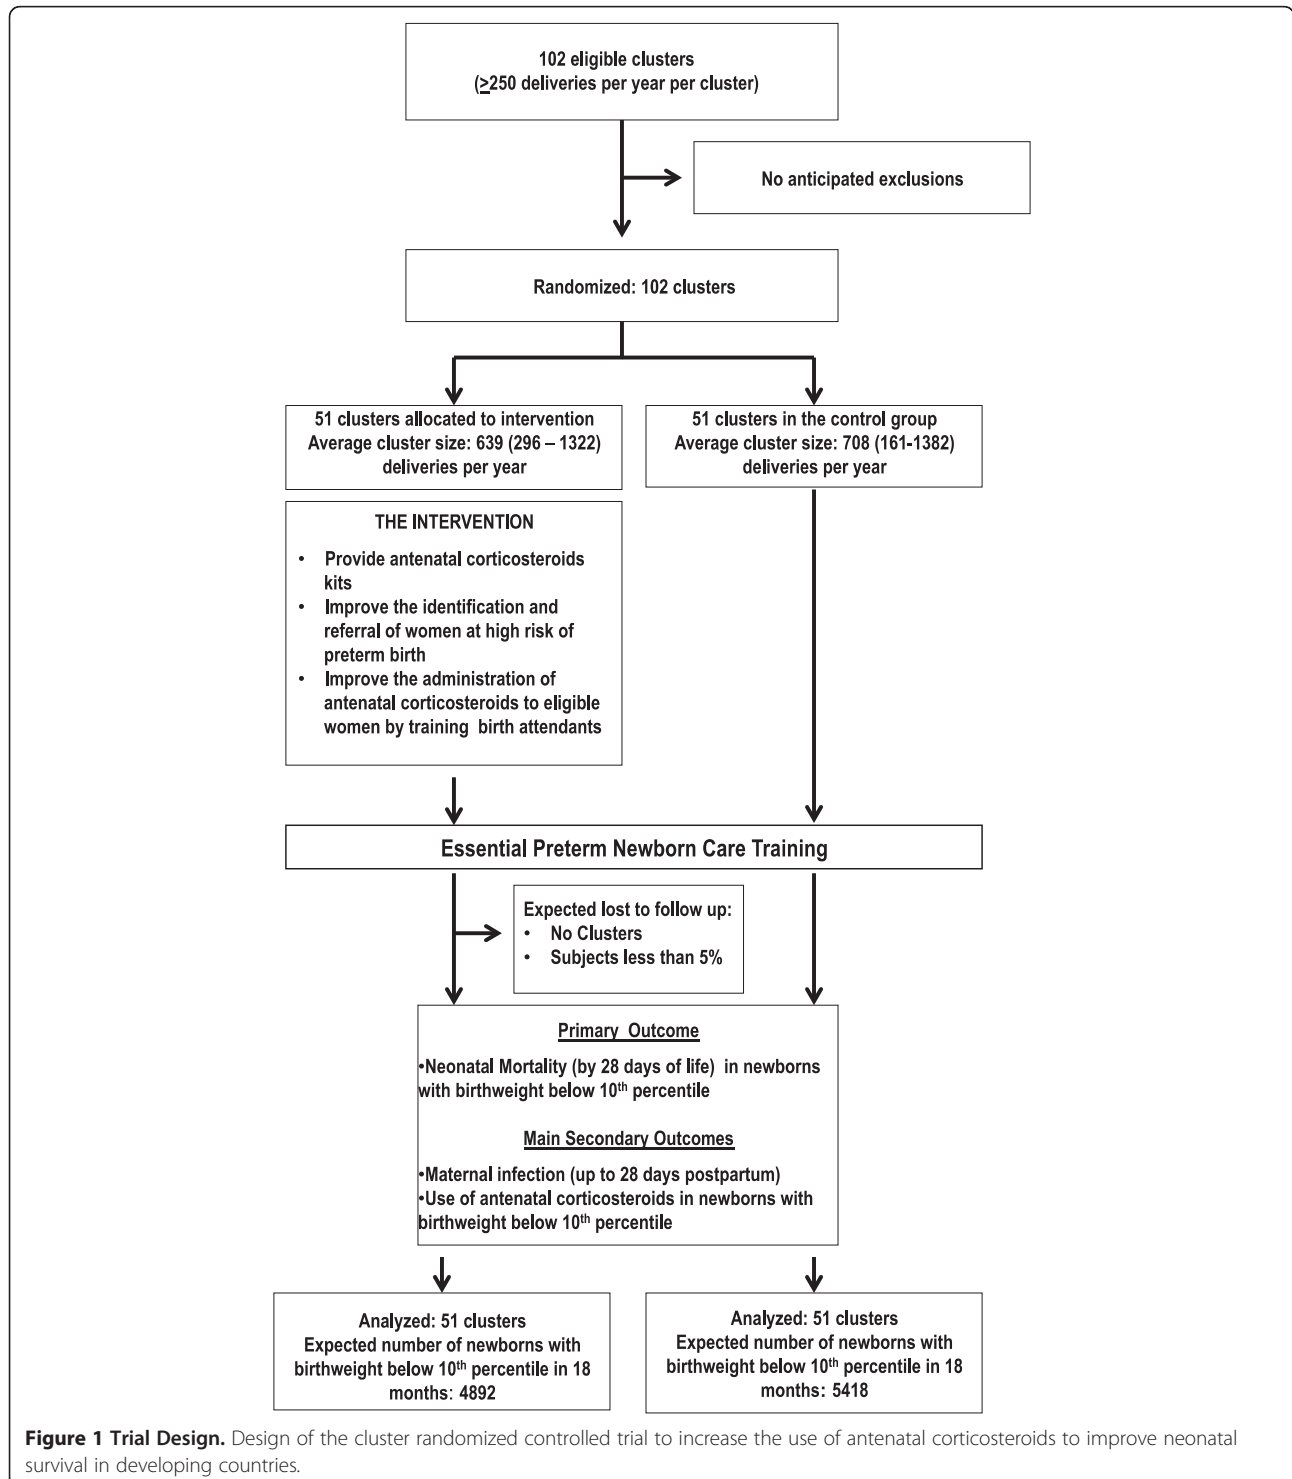 102 eligible clusters
(≥250 deliveries per year per cluster)
No anticipated exclusions
Randomized: 102 clusters
51 clusters allocated to intervention
Average cluster size: 639 (296 – 1322)
deliveries per year
51 clusters in the control group
Average cluster size: 708 (161-1382)
deliveries per year
THE INTERVENTION
• Provide antenatal corticosteroids
kits
• Improve the identification and
referral of women at high risk of
preterm birth
• Improve the administration of
antenatal corticosteroids to eligible
women by training birth attendants
Essential Preterm Newborn Care Training
Expected lost to follow up:
• No Clusters
• Subjects less than 5%
Primary Outcome
•Neonatal Mortality (by 28 days of life) in newborns
with birthweight below 10th percentile
Main Secondary Outcomes
•Maternal infection (up to 28 days postpartum)
•Use of antenatal corticosteroids in newborns with
birthweight below 10th percentile
Analyzed: 51 clusters
Expected number of newborns with
birthweight below 10th percentile in 18
months: 4892
Analyzed: 51 clusters
Expected number of newborns with
birthweight below 10th percentile in 18
months: 5418
Figure 1 Trial Design. Design of the cluster randomized controlled trial to increase the use of antenatal corticosteroids to improve neonatal
survival in developing countries.